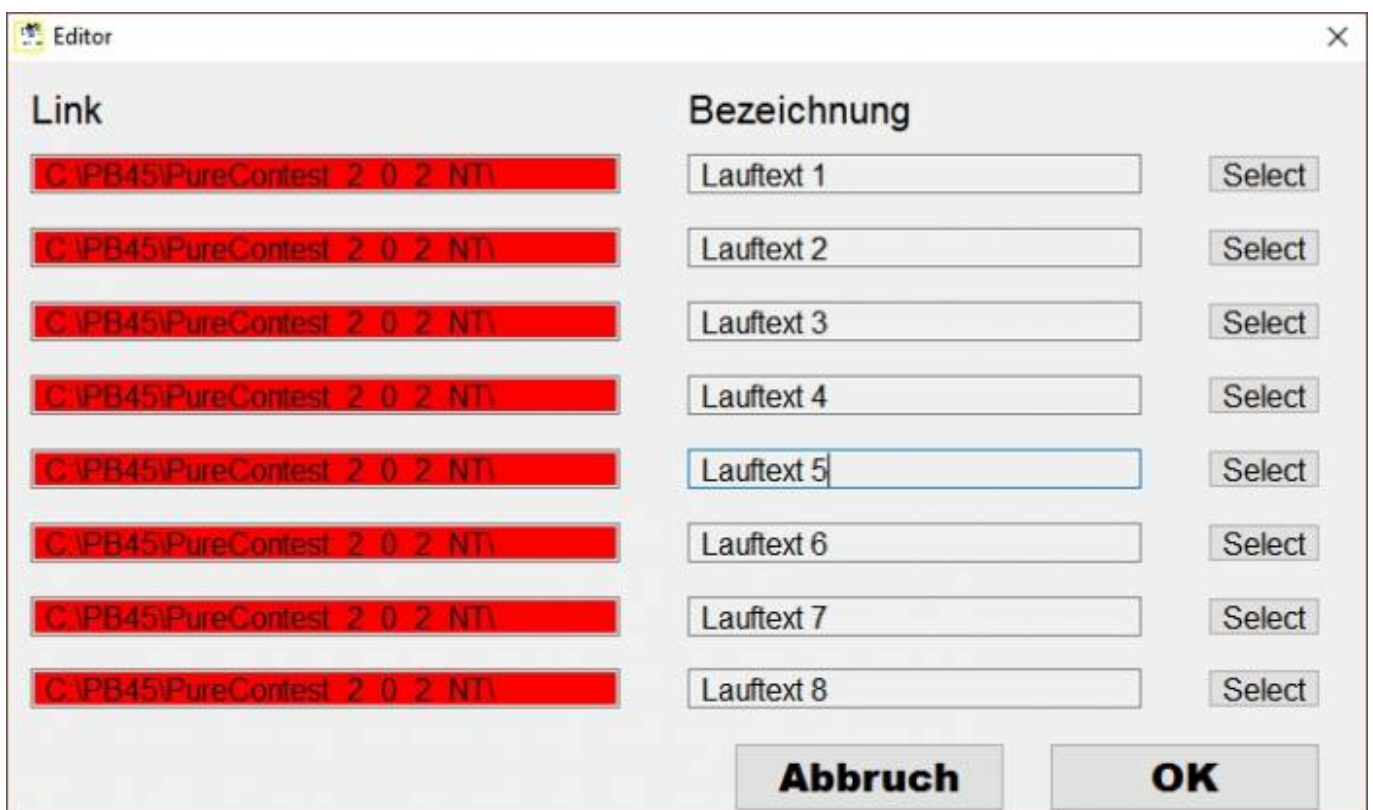 Editor
Link Bezeichnung
C:\PB45\PureContest 2 0 2 NT\ Lauftext 1 Select
C:\PB45\PureContest 2 0 2 NT\ Lauftext 2 Select
C:\PB45\PureContest 2 0 2 NT\ Lauftext 3 Select
C:\PB45\PureContest 2 0 2 NT\ Lauftext 4 Select
C:\PB45\PureContest 2 0 2 NT\ Lauftext 5 Select
C:\PB45\PureContest 2 0 2 NT\ Lauftext 6 Select
C:\PB45\PureContest 2 0 2 NT\ Lauftext 7 Select
C:\PB45\PureContest 2 0 2 NT\ Lauftext 8 Select
Abbruch OK